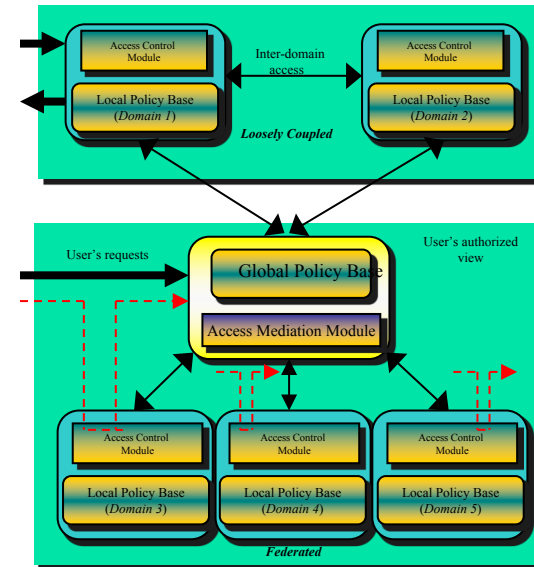 Access Control
Module
Local Policy Base
(Domain 1)
Inter-domain
access
Access Control
Module
Local Policy Base
(Domain 2)
Loosely Coupled
User's requests
User's authorized
view
Global Policy Base
Access Mediation Module
Access Control
Module
Local Policy Base
(Domain 3)
Access Control
Module
Local Policy Base
(Domain 4)
Access Control
Module
Local Policy Base
(Domain 5)
Federated